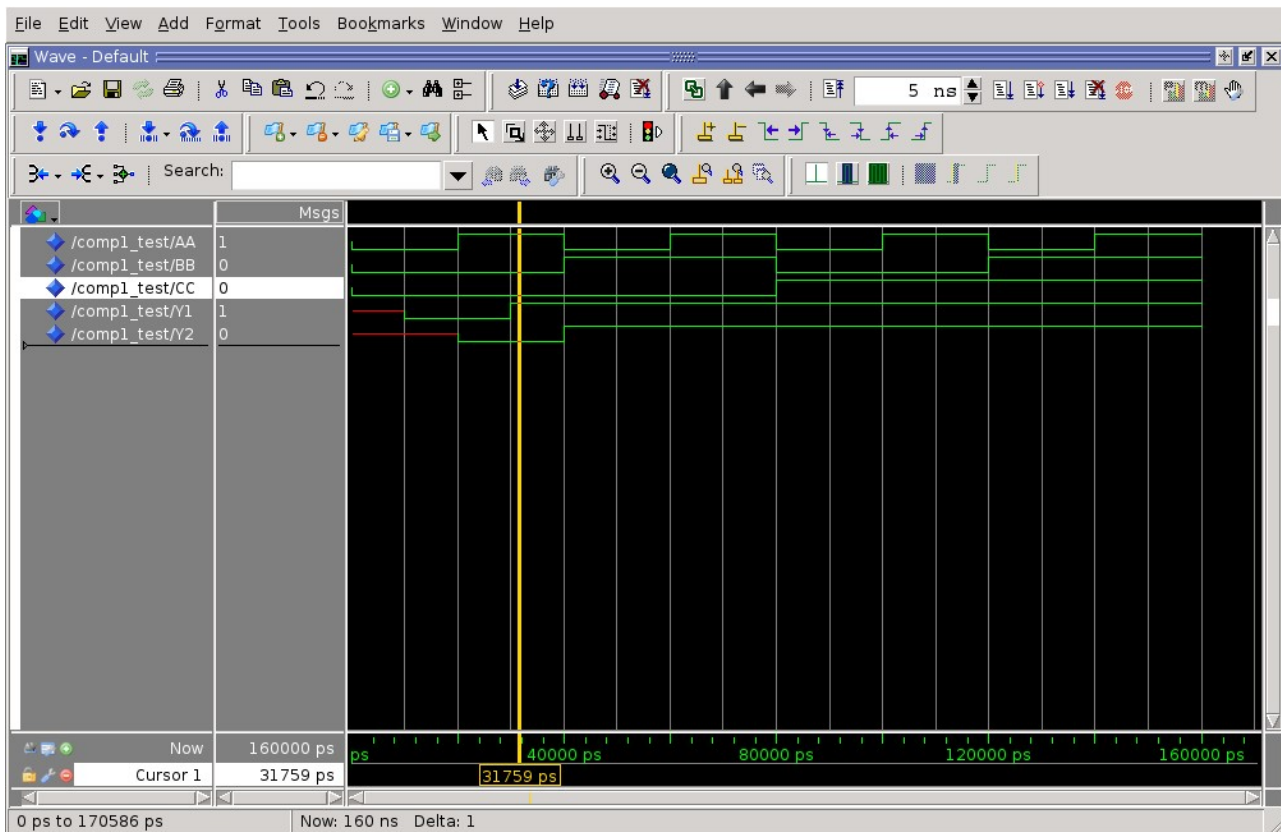 File Edit View Add Format Tools Bookmarks Window Help
Wave - Default
5 ns
Search:
Msgs
/comp1_test/AA 1
/comp1_test/BB 0
/comp1_test/CC 0
/comp1_test/Y1 1
/comp1_test/Y2 0
Now 160000 ps ps 40000 ps 80000 ps 120000 ps 160000 ps
Cursor 1 31759 ps 31759 ps
0 ps to 170586 ps Now: 160 ns Delta: 1